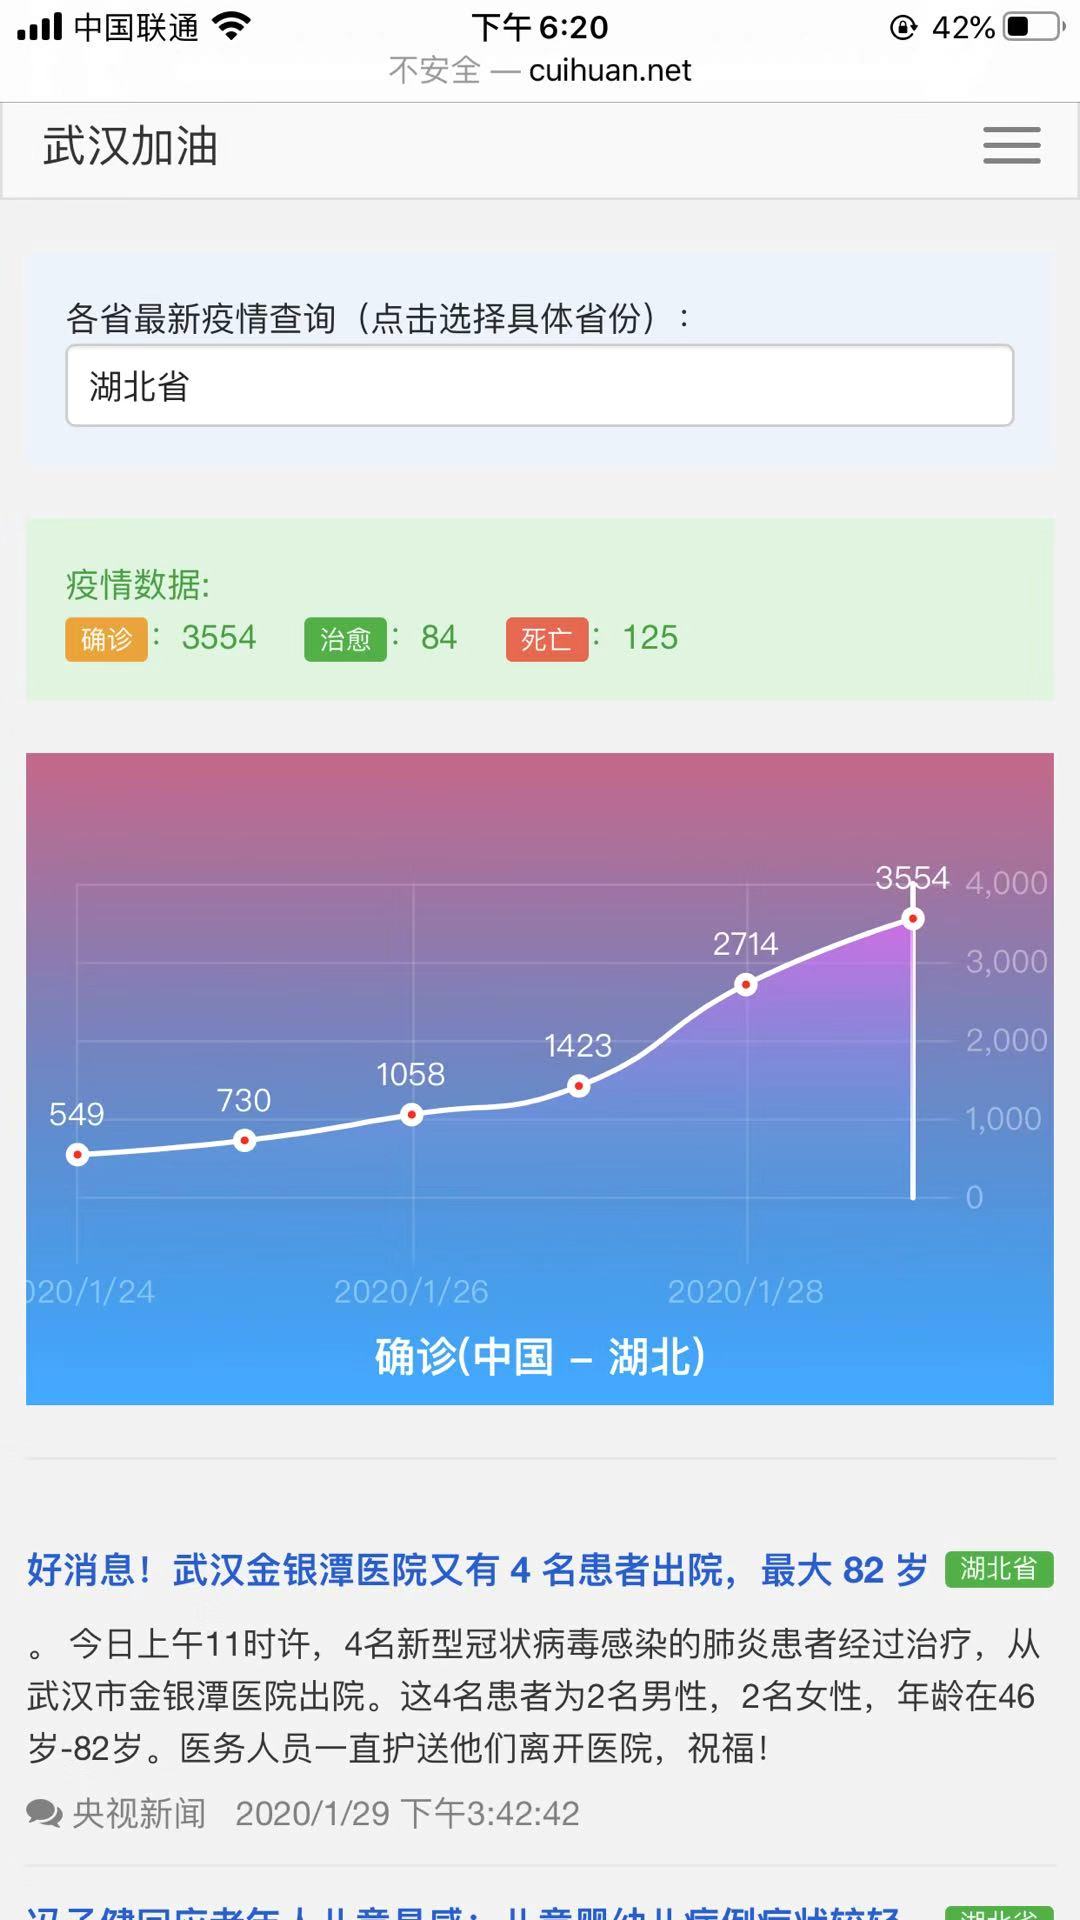 中国联通 下午6:20 42%
不安全 — cuihuan.net
武汉加油
各省最新疫情查询（点击选择具体省份）:
湖北省
疫情数据:
确诊: 3554 治愈: 84 死亡: 125
3554 4,000
2714 3,000
1423 2,000
1058
730
549 1,000
0
020/1/24 2020/1/26 2020/1/28
确诊(中国 – 湖北)
好消息！武汉金银潭医院又有 4 名患者出院，最大 82 岁 湖北省
。 今日上午11时许，4名新型冠状病毒感染的肺炎患者经过治疗，从
武汉市金银潭医院出院。这4名患者为2名男性，2名女性，年龄在46
岁-82岁。医务人员一直护送他们离开医院，祝福！
央视新闻 2020/1/29 下午3:42:42